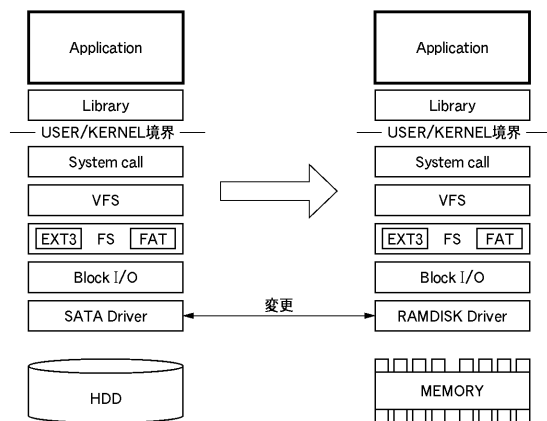 Application
Library
USER/KERNEL境界
System call
VFS
EXT3 FS FAT
Block I/O
SATA Driver
HDD
変更
Application
Library
USER/KERNEL境界
System call
VFS
EXT3 FS FAT
Block I/O
RAMDISK Driver
MEMORY